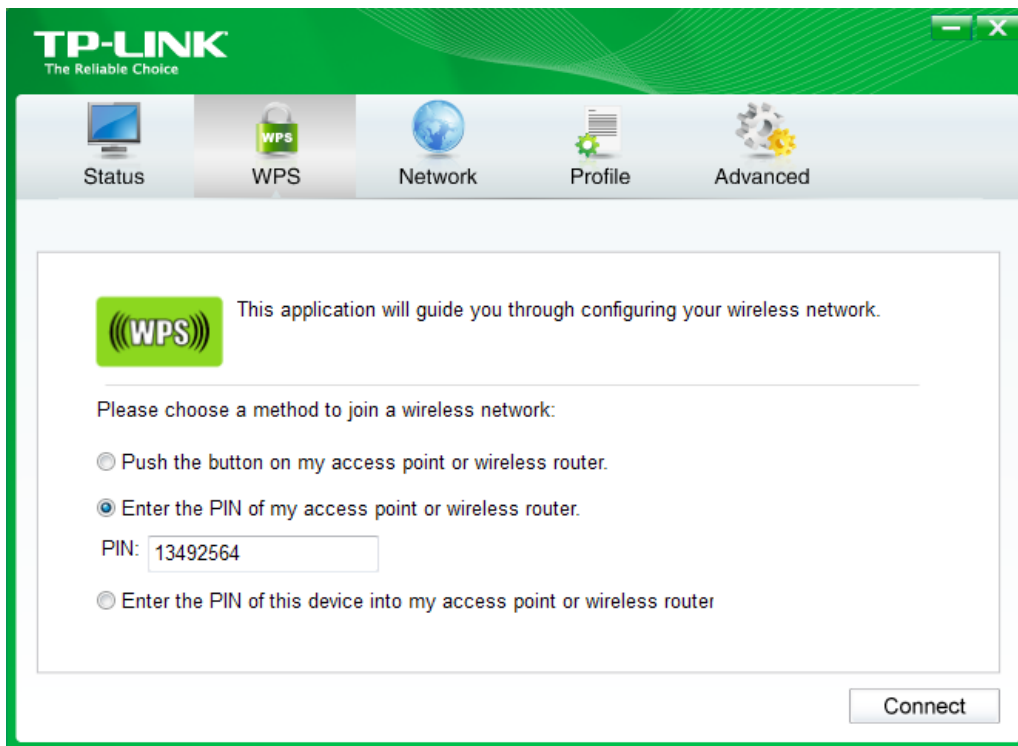 TP-LINK
The Reliable Choice
WPS
Status WPS Network Profile Advanced
(((WPS))) This application will guide you through configuring your wireless network.
Please choose a method to join a wireless network:
Push the button on my access point or wireless router.
Enter the PIN of my access point or wireless router.
PIN: 13492564
Enter the PIN of this device into my access point or wireless router
Connect